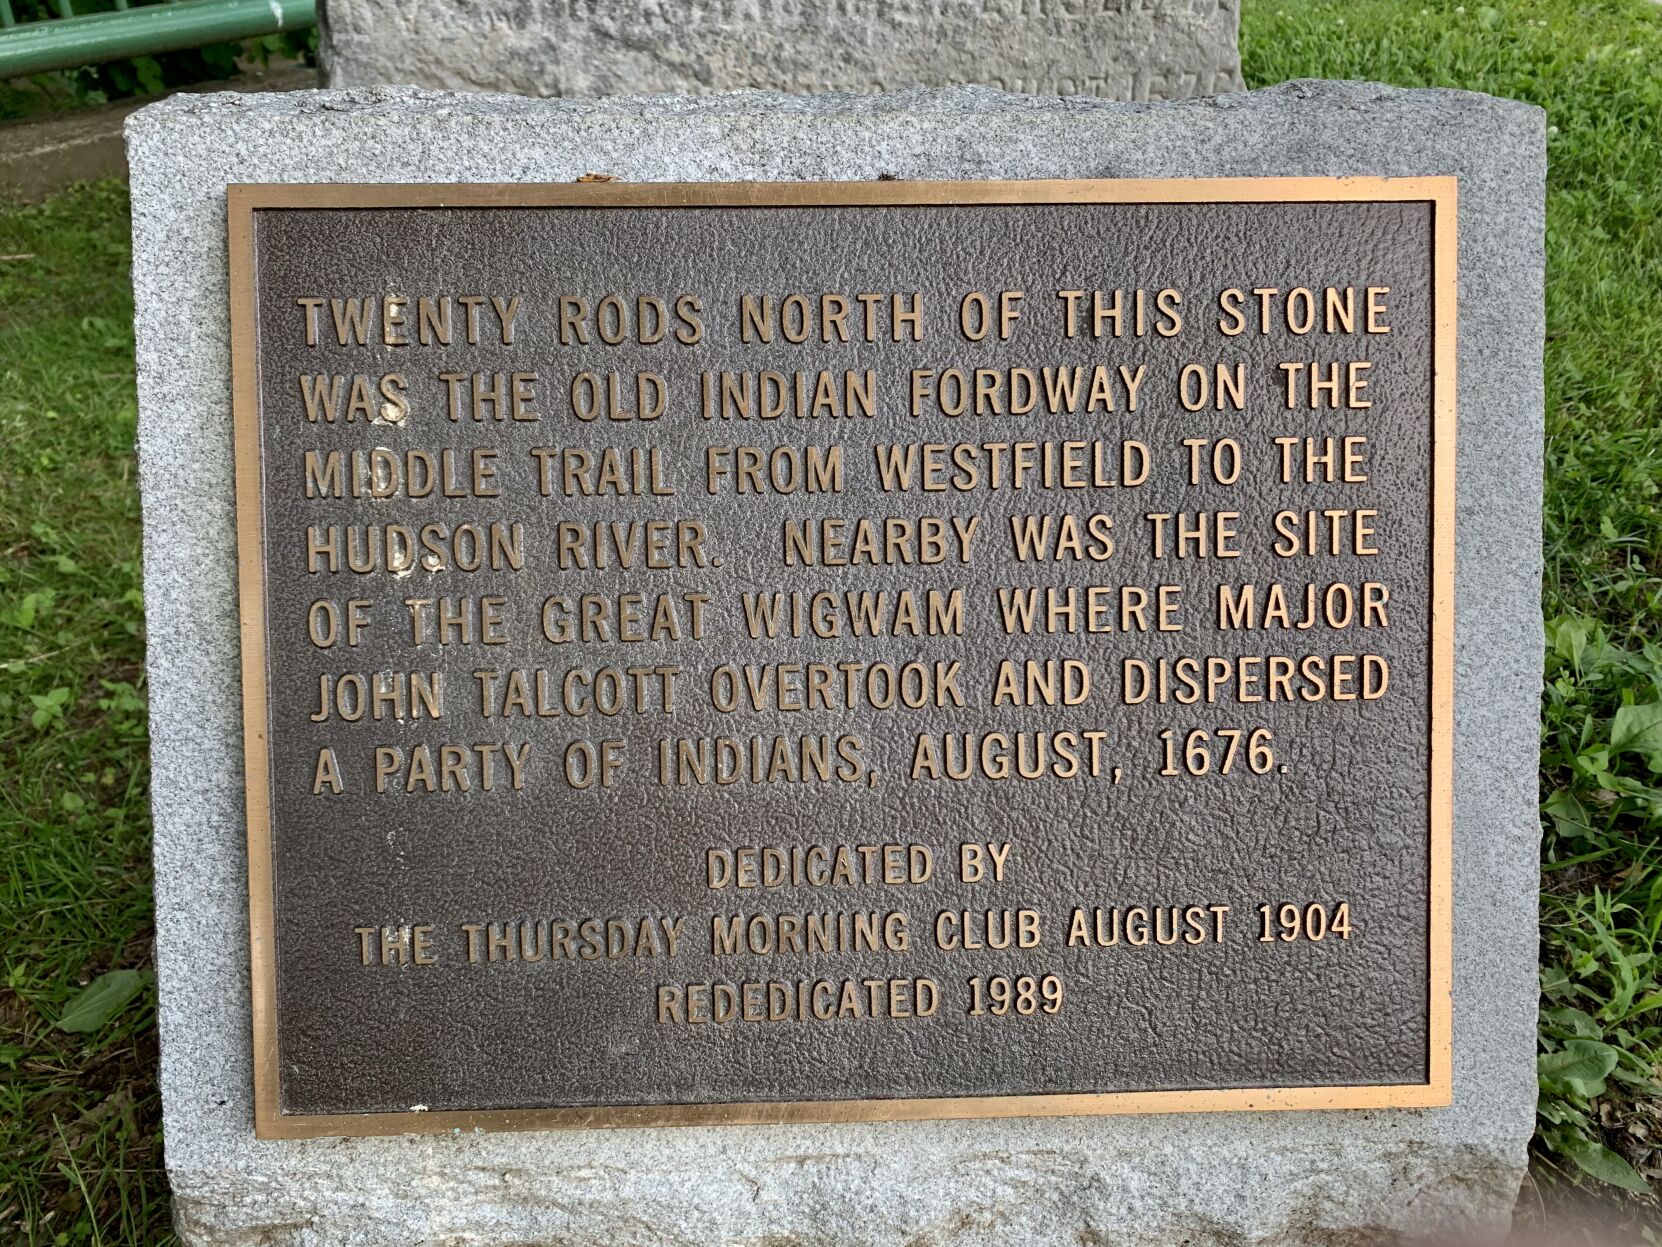 TWENTY RODS NORTH OF THIS STONE
WAS THE OLD INDIAN FORDWAY ON THE
MIDDLE TRAIL FROM WESTFIELD TO THE
HUDSON RIVER. NEARBY WAS THE SITE
OF THE GREAT WIGWAM WHERE MAJOR
JOHN TALCOTT OVERTOOK AND DISPERSED
A PARTY OF INDIANS, AUGUST, 1676.
DEDICATED BY
THE THURSDAY MORNING CLUB AUGUST 1904
REDEDICATED 1989